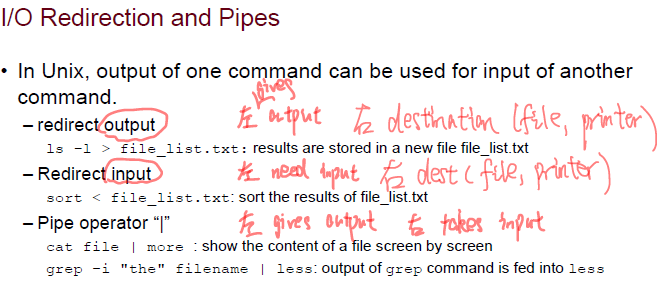 I/O Redirection and Pipes
• In Unix, output of one command can be used for input of another
command.
gives
– redirect output 左 output 右 destination (file, printer)
ls -l > file_list.txt: results are stored in a new file file_list.txt
– Redirect input 左 need input 右 dest (file, printer)
sort < file_list.txt: sort the results of file_list.txt
– Pipe operator “|” 左 gives output 右 takes input
cat file | more : show the content of a file screen by screen
grep -i "the" filename | less: output of grep command is fed into less